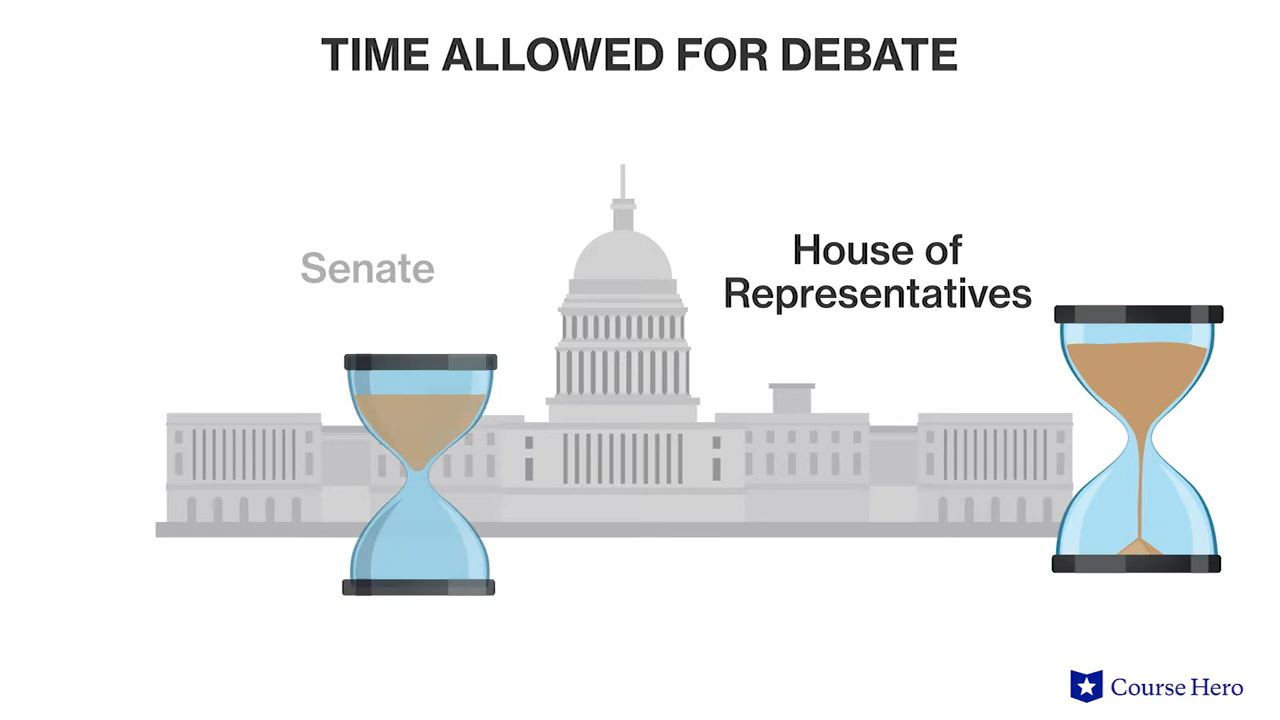 TIME ALLOWED FOR DEBATE
Senate
House of
Representatives
Course Hero